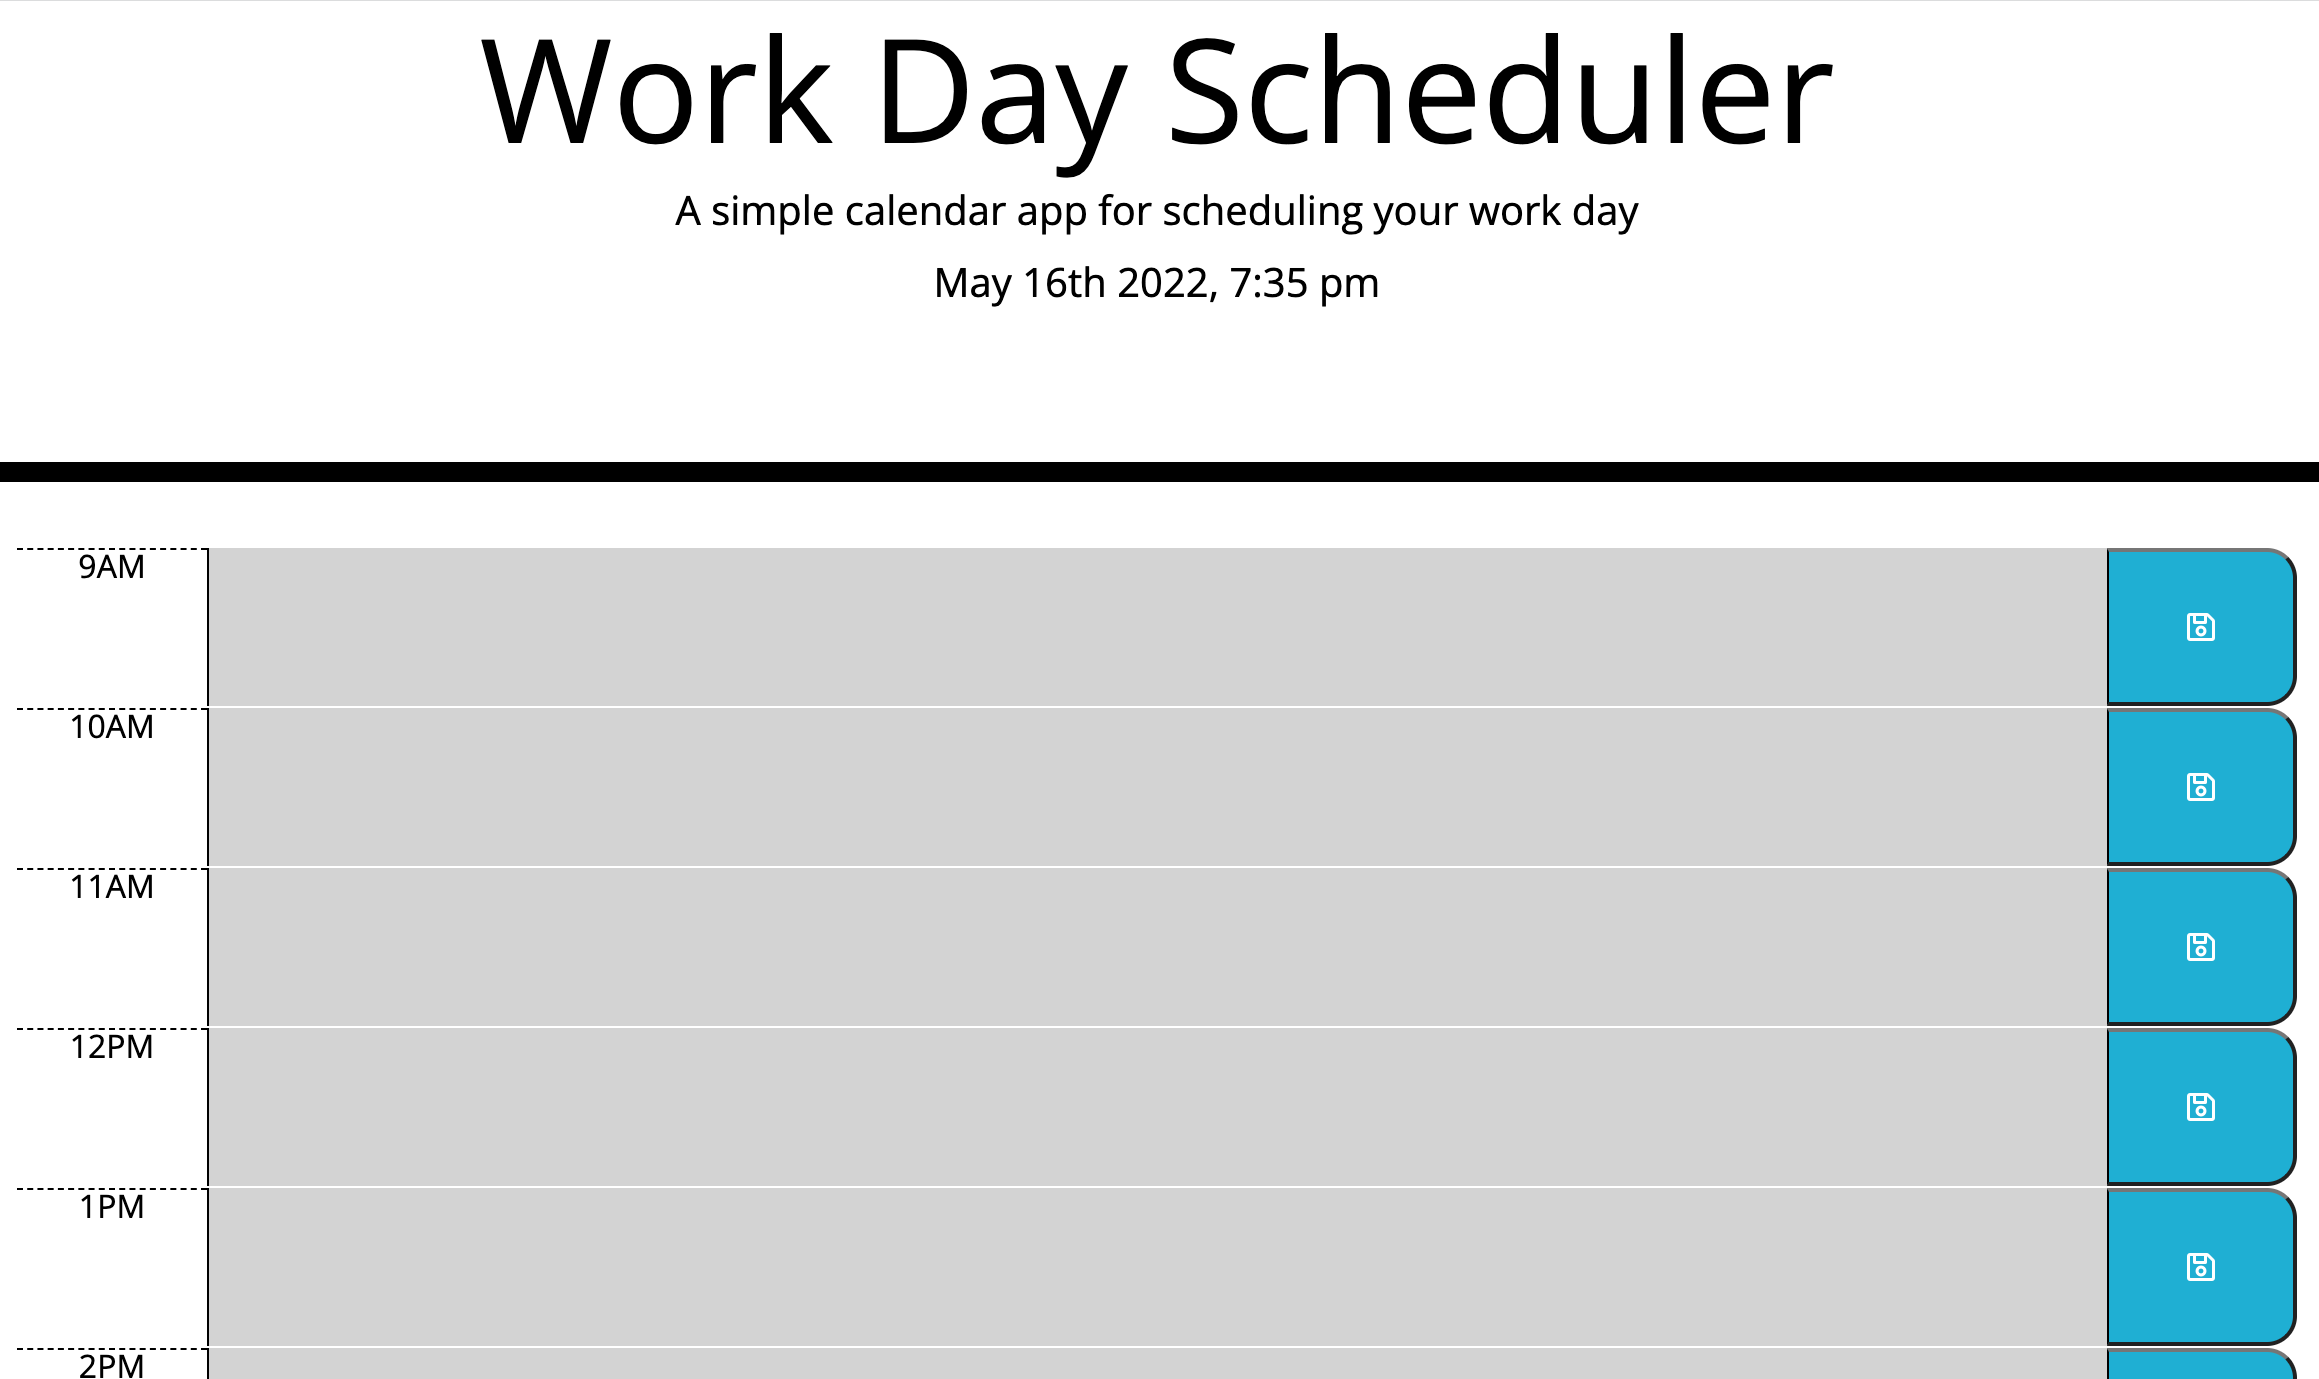 Work Day Scheduler
A simple calendar app for scheduling your work day
May 16th 2022, 7:35 pm
9AM
10AM
11AM
12PM
1PM
2PM